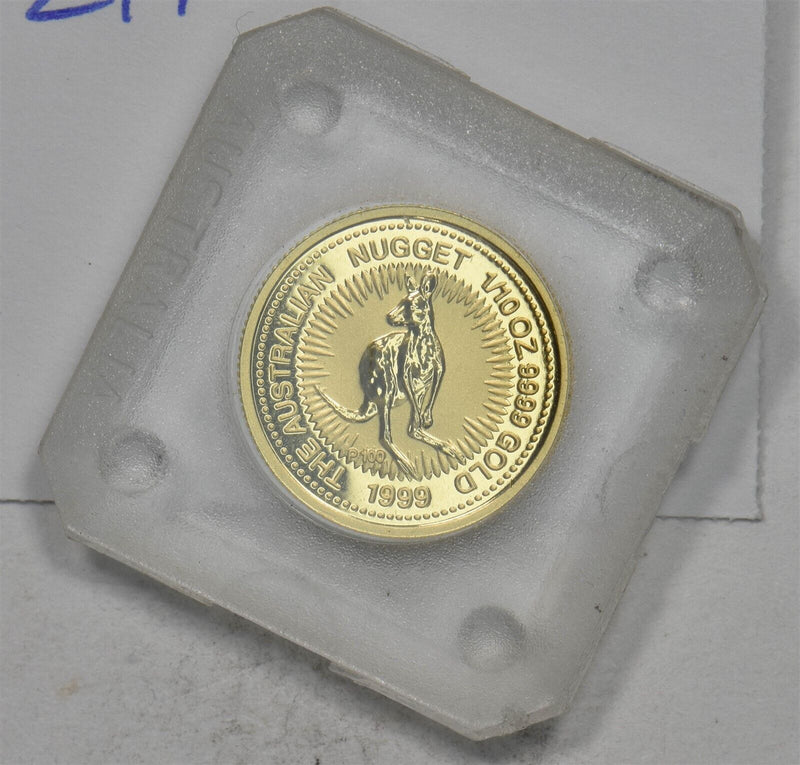 THE AUSTRALIAN NUGGET 1/10 OZ 9999 GOLD
P100
1999
AUSTRALIA